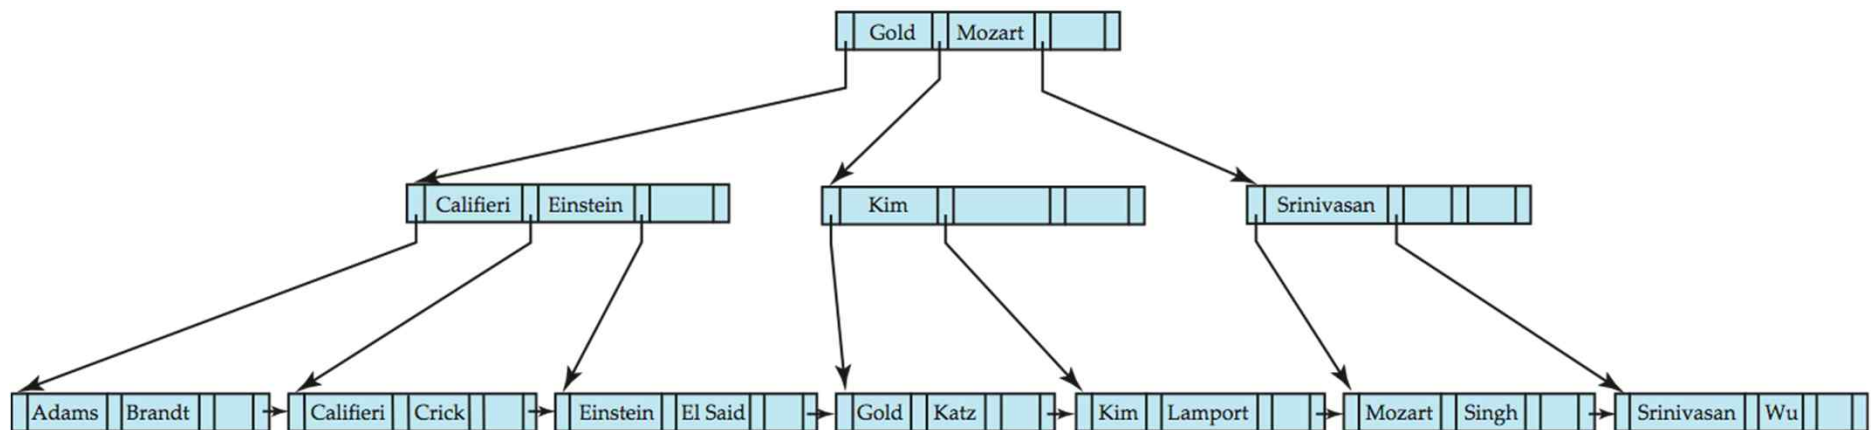 Gold Mozart
Califieri Einstein
Kim
Srinivasan
Adams Brandt
Califieri Crick
Einstein El Said
Gold Katz
Kim Lamport
Mozart Singh
Srinivasan Wu